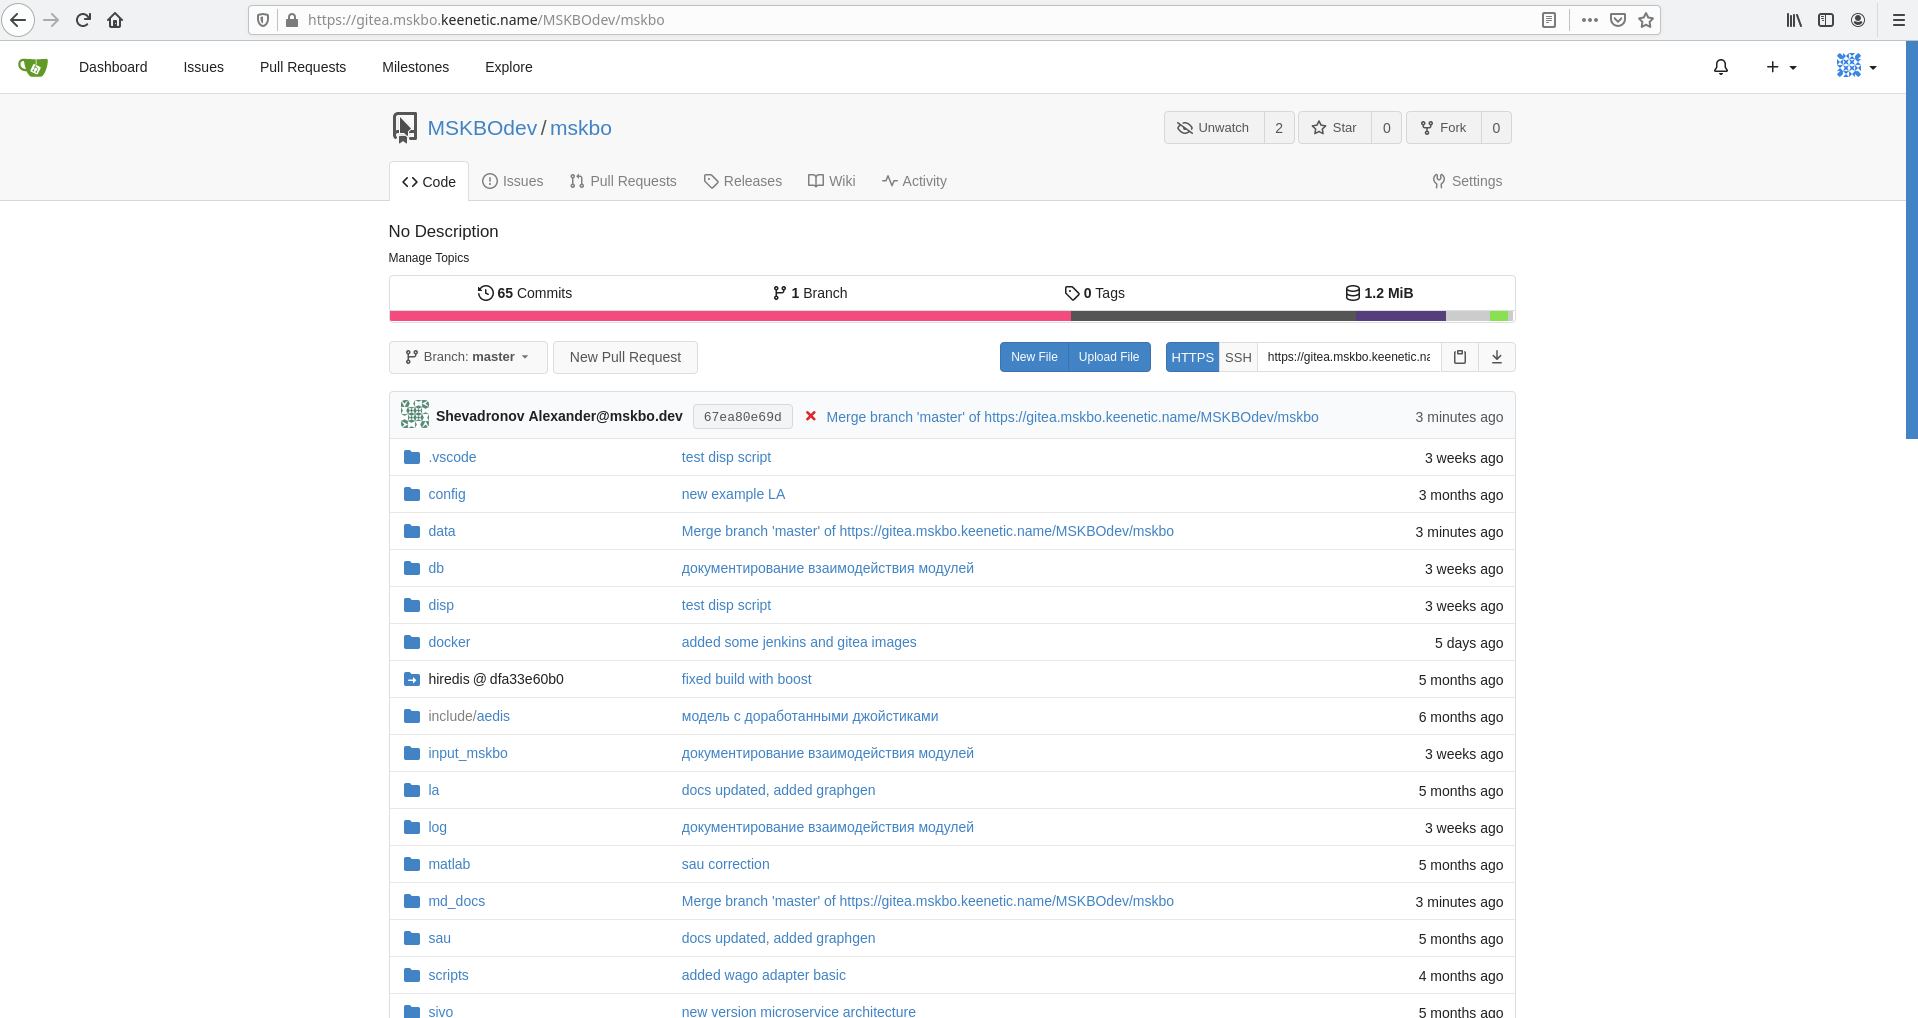 https://gitea.mskbo.keenetic.name/MSKBOdev/mskbo
Dashboard Issues Pull Requests Milestones Explore
MSKBOdev / mskbo Unwatch 2 Star 0 Fork 0
Code Issues Pull Requests Releases Wiki Activity Settings
No Description
Manage Topics
65 Commits 1 Branch 0 Tags 1.2 MiB
Branch: master New Pull Request New File Upload File HTTPS SSH https://gitea.mskbo.keenetic.na
Shevadronov Alexander@mskbo.dev 67ea80e69d Merge branch 'master' of https://gitea.mskbo.keenetic.name/MSKBOdev/mskbo 3 minutes ago
.vscode test disp script 3 weeks ago
config new example LA 3 months ago
data Merge branch 'master' of https://gitea.mskbo.keenetic.name/MSKBOdev/mskbo 3 minutes ago
db документирование взаимодействия модулей 3 weeks ago
disp test disp script 3 weeks ago
docker added some jenkins and gitea images 5 days ago
hiredis @ dfa33e60b0 fixed build with boost 5 months ago
include/aedis модель с доработанными джойстиками 6 months ago
input_mskbo документирование взаимодействия модулей 3 weeks ago
la docs updated, added graphgen 5 months ago
log документирование взаимодействия модулей 3 weeks ago
matlab sau correction 5 months ago
md_docs Merge branch 'master' of https://gitea.mskbo.keenetic.name/MSKBOdev/mskbo 3 minutes ago
sau docs updated, added graphgen 5 months ago
scripts added wago adapter basic 4 months ago
sivo new version microservice architecture 5 months ago